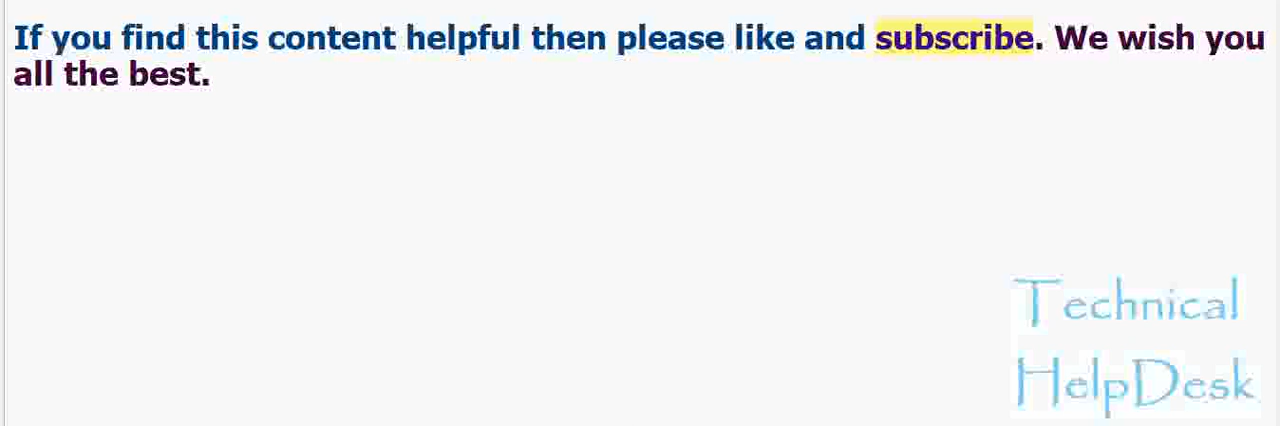 If you find this content helpful then please like and subscribe. We wish you
all the best.
Technical
HelpDesk